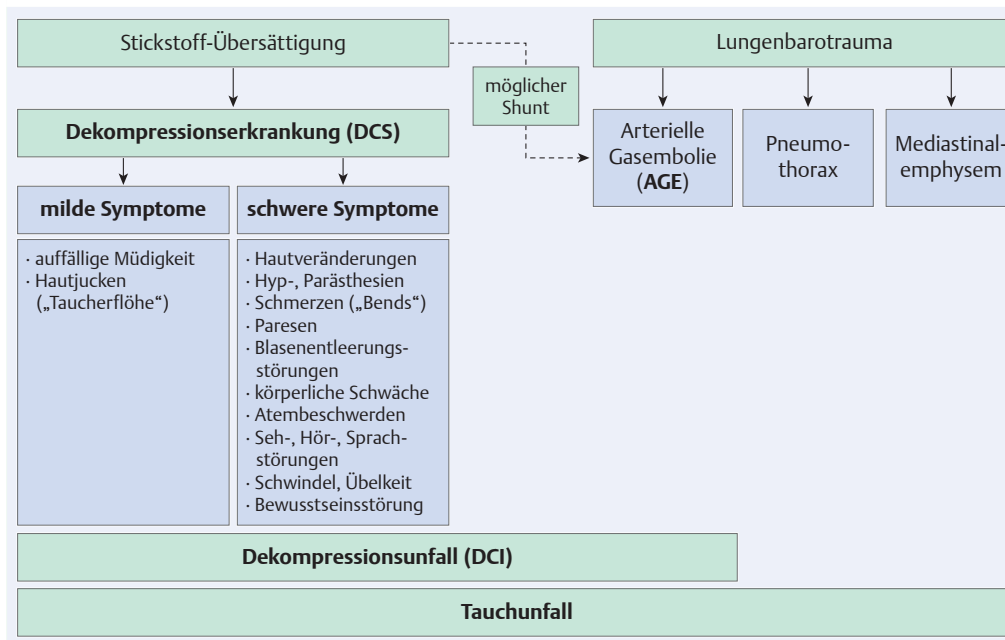 Stickstoff-Übersättigung
Lungenbarotrauma
möglicher
Shunt
Dekompressionserkrankung (DCS)
Arterielle
Gasembolie
(AGE)
Pneumo-
thorax
Mediastinal-
emphysem
milde Symptome
schwere Symptome
· auffällige Müdigkeit
· Hautjucken
(„Taucherflöhe“)
· Hautveränderungen
· Hyp-, Parästhesien
· Schmerzen („Bends“)
· Paresen
· Blasenentleerungs-
störungen
· körperliche Schwäche
· Atembeschwerden
· Seh-, Hör-, Sprach-
störungen
· Schwindel, Übelkeit
· Bewusstseinsstörung
Dekompressionsunfall (DCI)
Tauchunfall